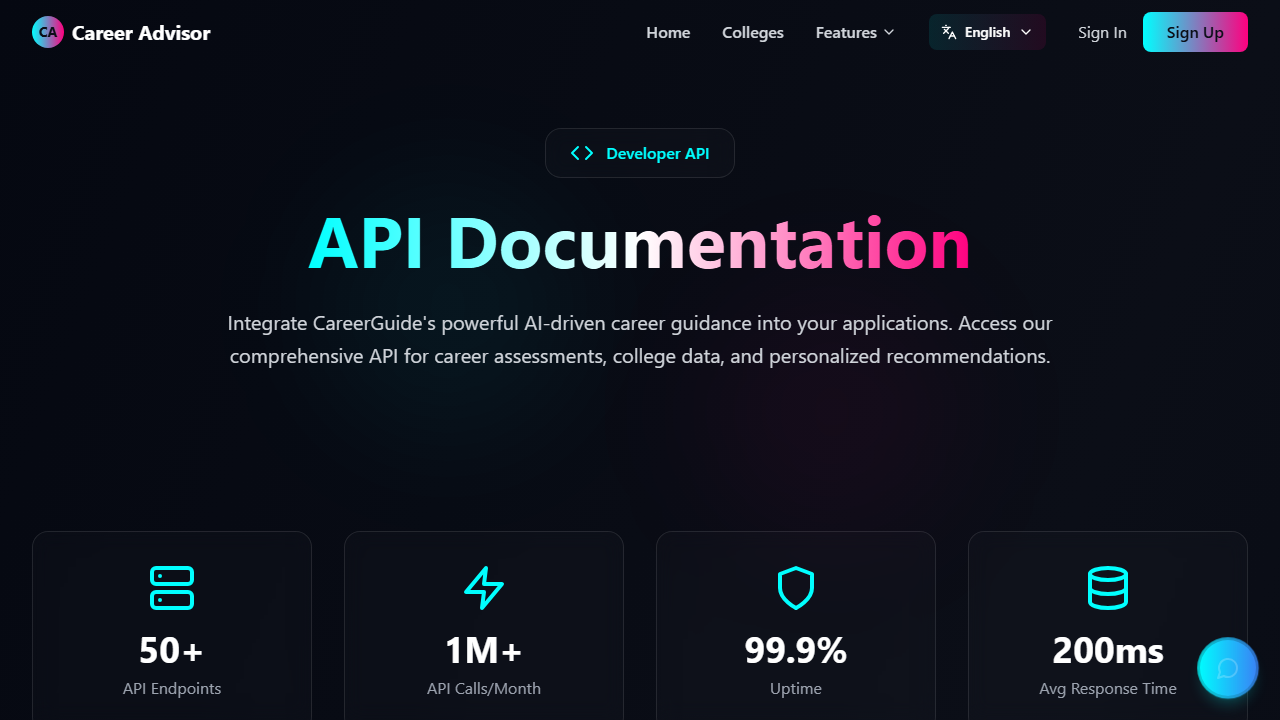 CA Career Advisor
Home
Colleges
Features
English
Sign In
Sign Up
Developer API
API Documentation
Integrate CareerGuide's powerful AI-driven career guidance into your applications. Access our
comprehensive API for career assessments, college data, and personalized recommendations.
50+
API Endpoints
1M+
API Calls/Month
99.9%
Uptime
200ms
Avg Response Time